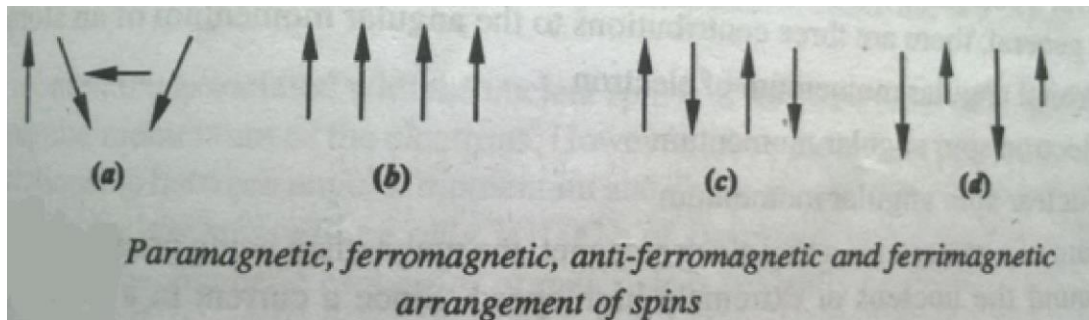 (a) (b) (c) (d)
Paramagnetic, ferromagnetic, anti-ferromagnetic and ferrimagnetic
arrangement of spins